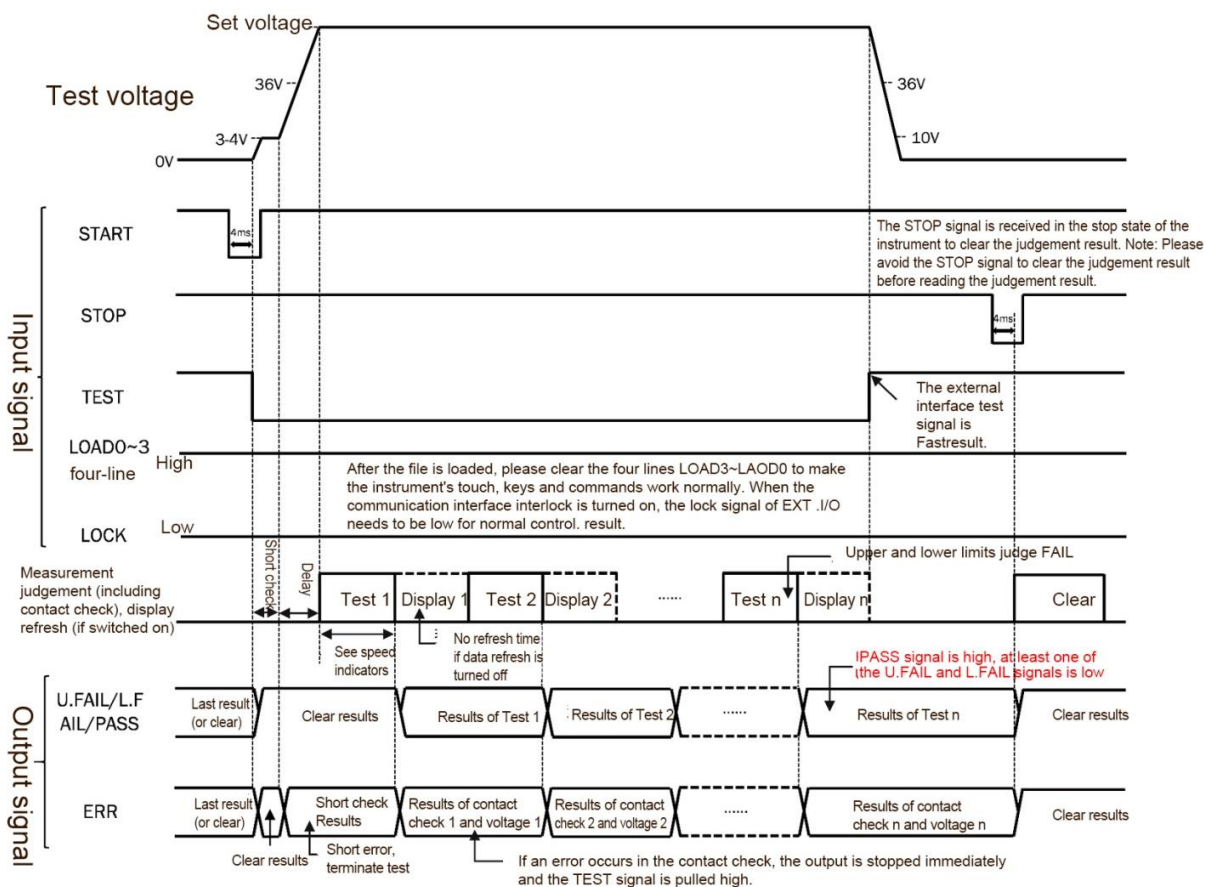 Set voltage
36V
36V
Test voltage
3-4V
10V
0V
START
4ms
The STOP signal is received in the stop state of the
instrument to clear the judgement result. Note: Please
avoid the STOP signal to clear the judgement result
before reading the judgement result.
STOP
4ms
Input signal
TEST
The external
interface test
signal is
Fastresult.
LOAD0~3
four-line
High
After the file is loaded, please clear the four lines LOAD3~LAOD0 to make
the instrument's touch, keys and commands work normally. When the
communication interface interlock is turned on, the lock signal of EXT .I/O
needs to be low for normal control. result.
LOCK
Low
Short check
Delay
Upper and lower limits judge FAIL
Measurement
judgement (including
contact check), display
refresh (if switched on)
Test 1
Display 1
Test 2
Display 2
......
Test n
Display n
Clear
See speed
indicators
No refresh time
if data refresh is
turned off
IPASS signal is high, at least one of
the U.FAIL and L.FAIL signals is low
Output signal
U.FAIL/L.F
AIL/PASS
Last result
(or clear)
Clear results
Results of Test 1
Results of Test 2
......
Results of Test n
Clear results
ERR
Last result
(or clear)
Short check
Results
Results of contact
check 1 and voltage 1
Results of contact
check 2 and voltage 2
......
Results of contact
check n and voltage n
Clear results
Clear results
Short error,
terminate test
If an error occurs in the contact check, the output is stopped immediately
and the TEST signal is pulled high.